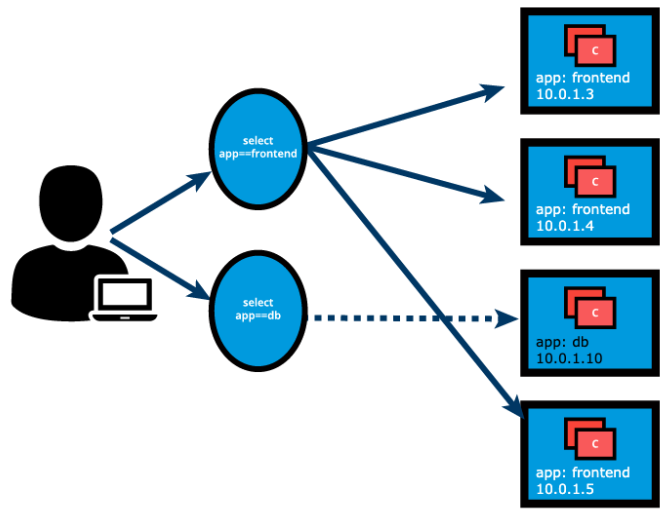 select
app==frontend
select
app==db
C
app: frontend
10.0.1.3
C
app: frontend
10.0.1.4
C
app: db
10.0.1.10
C
app: frontend
10.0.1.5